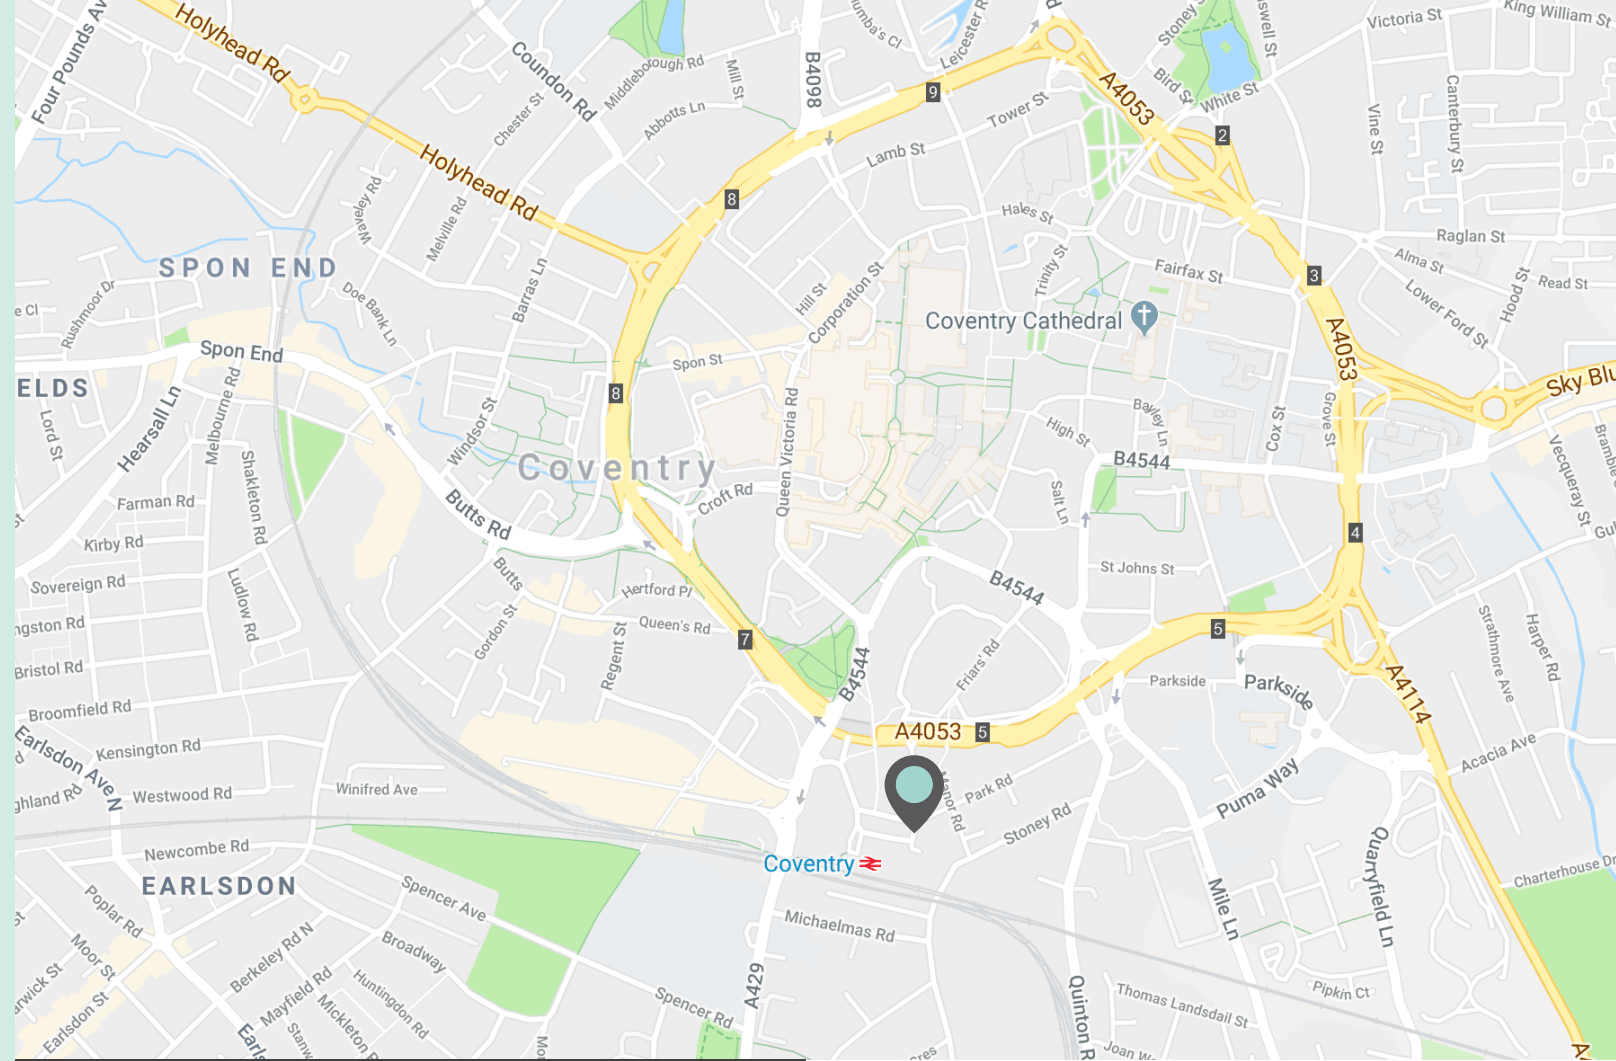 Holyhead Rd
Four Pounds Av
Coundon Rd
Middleborough Rd
Mill St
B4098
Leicester R
Stoney S
swell St
Victoria St
King William St
Chester St
Abbotts Ln
9
Tower St
A4053
Bird St
White St
Canterbury St
Vine St
2
Lamb St
Holyhead Rd
Waveley Rd
Melville Rd
8
Hales St
Raglan St
Alma St
Read St
SPON END
Rushmoor Dr
e Cl
Doe Bank Ln
Barras Ln
Hill St
Corporation St
Trinity St
Fairfax St
3
Hood St
Lower Ford St
Coventry Cathedral
Spon End
Spon St
A4053
Sky Blu
ELDS
Lord St
Hearsall Ln
Melbourne Rd
8
Queen Victoria Rd
Bayley Ln
High St
Cox St
Grove St
Windsor St
Coventry
B4544
Vecqueray St
Bramble
Shakleton Rd
Farman Rd
Butts Rd
Croft Rd
Salt Ln
4
Gul
Kirby Rd
Sovereign Rd
Ludlow Rd
Butts
Hertford Pl
B4544
St Johns St
ngston Rd
Gordon St
Regent St
Queen's Rd
7
5
Strathmore Ave
Harper Rd
Bristol Rd
B4544
Friars' Rd
Parkside
Parkside
A4114
Broomfield Rd
Earlsdon Ave N
Kensington Rd
A4053
5
Acacia Ave
ghland Rd
Westwood Rd
Winifred Ave
Manor Rd
Park Rd
Stoney Rd
Puma Way
Newcombe Rd
Coventry
Quarryfield Ln
Charterhouse Dr
EARLSDON
Poplar Rd
Spencer Ave
Michaelmas Rd
Mile Ln
Moor St
Berkeley Rd N
Broadway
arwick St
Earlsdon St
Mayfield Rd
Huntingdon Rd
Mickleton R
Spencer Rd
A429
Quinton R
Thomas Landsdail St
Pipkin Ct
Joan W